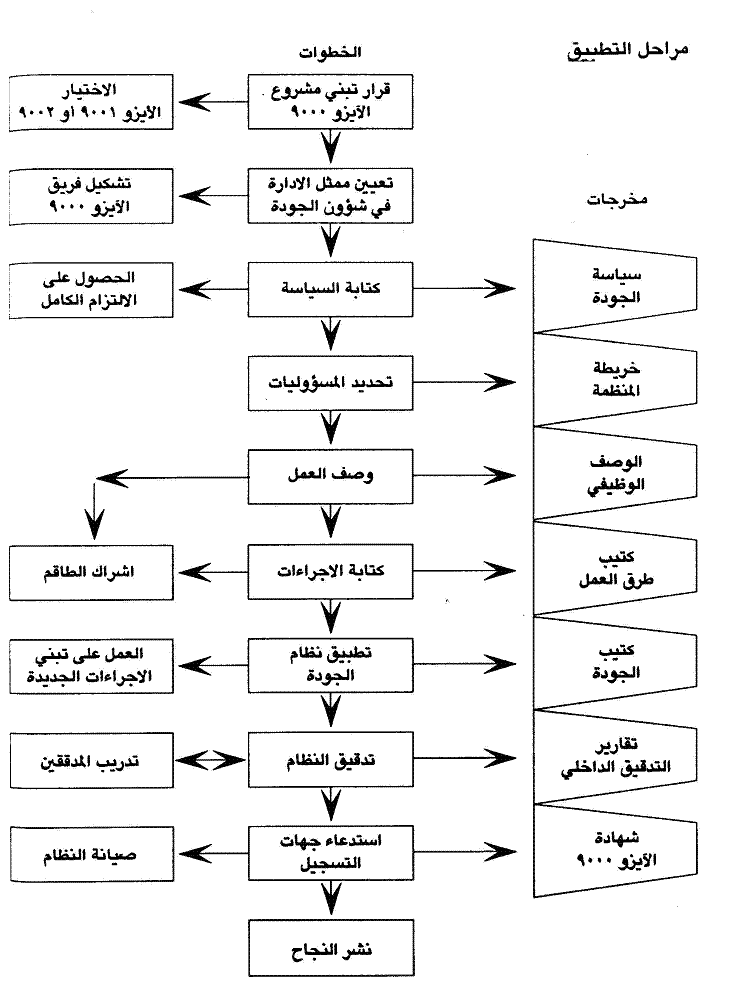 مراحل التطبيق
الخطوات
قرار تبني مشروع
الآيزو ٩٠٠٠
الاختيار
الآيزو ٩٠٠١ او ٩٠٠٢
تعيين ممثل الادارة
في شؤون الجودة
تشكيل فريق
الآيزو ٩٠٠٠
مخرجات
سياسة
الجودة
كتابة السياسة
الحصول على
الالتزام الكامل
خريطة
المنظمة
تحديد المسؤوليات
الوصف
الوظيفي
وصف العمل
كتيب
طرق العمل
كتابة الاجراءات
اشراك الطاقم
كتيب
الجودة
تطبيق نظام
الجودة
العمل على تبني
الاجراءات الجديدة
تقارير
التدقيق الداخلي
تدقيق النظام
تدريب المدققين
شهادة
الآيزو ٩٠٠٠
استدعاء جهات
التسجيل
صيانة النظام
نشر النجاح